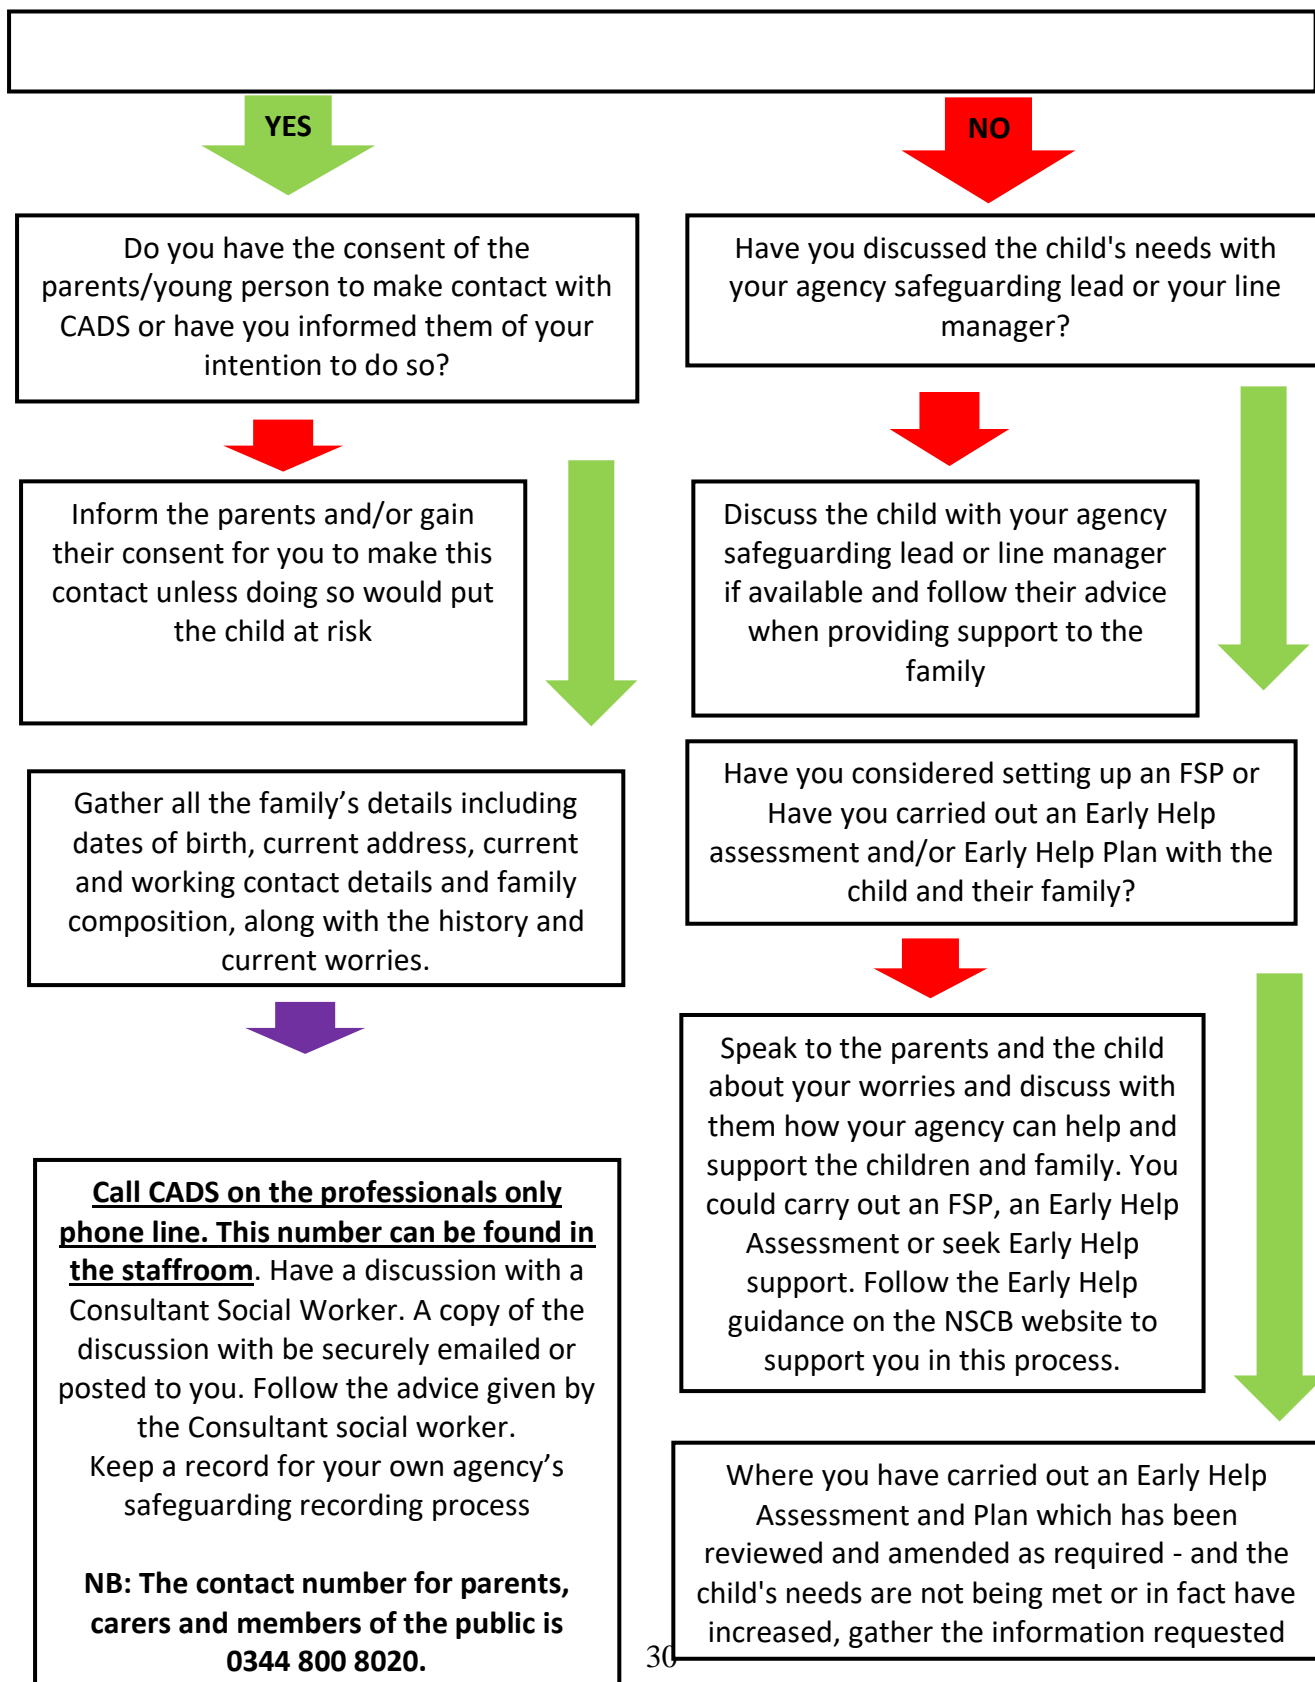 YES
NO
Do you have the consent of the
parents/young person to make contact with
CADS or have you informed them of your
intention to do so?
Have you discussed the child's needs with
your agency safeguarding lead or your line
manager?
Inform the parents and/or gain
their consent for you to make this
contact unless doing so would put
the child at risk
Discuss the child with your agency
safeguarding lead or line manager
if available and follow their advice
when providing support to the
family
Gather all the family’s details including
dates of birth, current address, current
and working contact details and family
composition, along with the history and
current worries.
Have you considered setting up an FSP or
Have you carried out an Early Help
assessment and/or Early Help Plan with the
child and their family?
Speak to the parents and the child
about your worries and discuss with
them how your agency can help and
support the children and family. You
could carry out an FSP, an Early Help
Assessment or seek Early Help
support. Follow the Early Help
guidance on the NSCB website to
support you in this process.
Call CADS on the professionals only
phone line. This number can be found in
the staffroom. Have a discussion with a
Consultant Social Worker. A copy of the
discussion with be securely emailed or
posted to you. Follow the advice given by
the Consultant social worker.
Keep a record for your own agency’s
safeguarding recording process
NB: The contact number for parents,
carers and members of the public is
0344 800 8020.
Where you have carried out an Early Help
Assessment and Plan which has been
reviewed and amended as required - and the
child's needs are not being met or in fact have
increased, gather the information requested
30